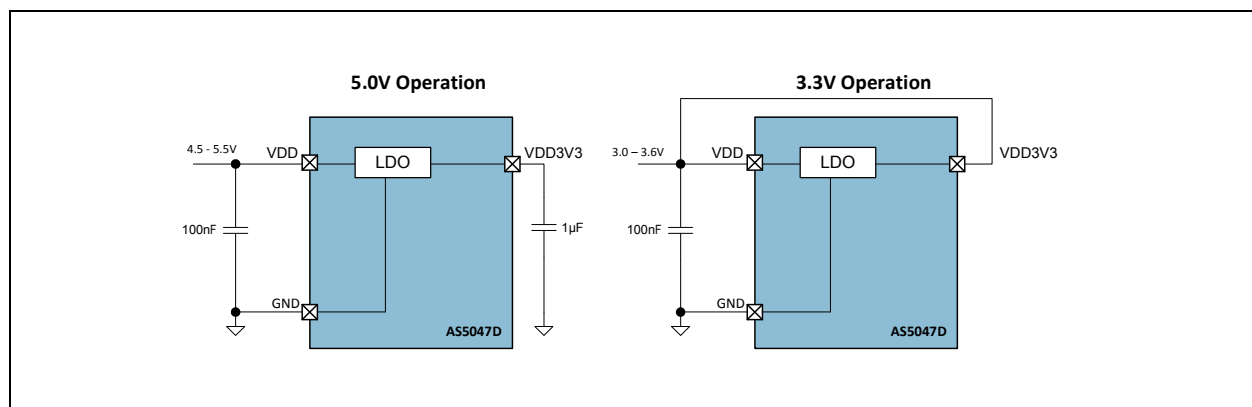 5.0V Operation
4.5 - 5.5V
VDD
LDO
VDD3V3
100nF
1µF
GND
AS5047D
3.3V Operation
3.0 – 3.6V
VDD
LDO
VDD3V3
100nF
GND
AS5047D